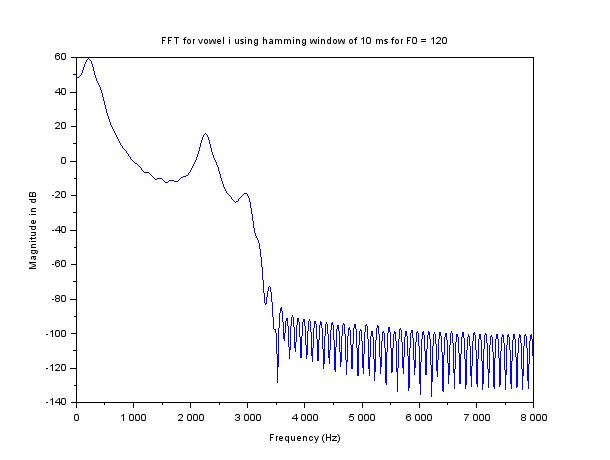 FFT for vowel i using hamming window of 10 ms for F0 = 120
60
40
20
0
-20
-40
-60
-80
-100
-120
-140
Magnitude in dB
0 1 000 2 000 3 000 4 000 5 000 6 000 7 000 8 000
Frequency (Hz)